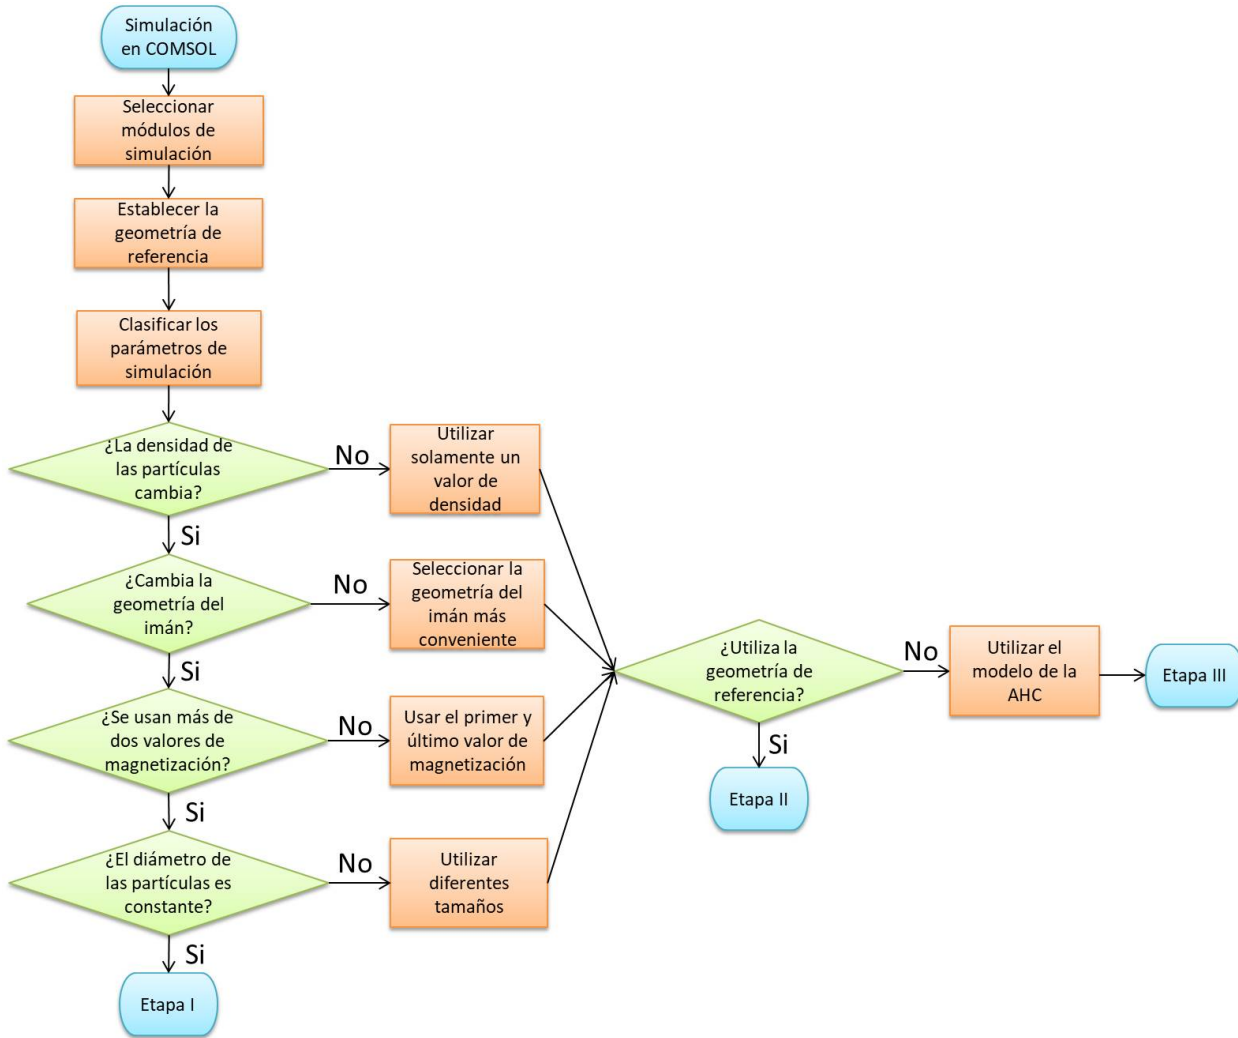 Simulación
en COMSOL
Seleccionar
módulos de
simulación
Establecer la
geometría de
referencia
Clasificar los
parámetros de
simulación
¿La densidad de
las partículas
cambia?
No
Utilizar
solamente un
valor de
densidad
Si
¿Cambia la
geometría del
imán?
No
Seleccionar la
geometría del
imán más
conveniente
Si
¿Se usan más de
dos valores de
magnetización?
No
Usar el primer y
último valor de
magnetización
Si
¿El diámetro de
las partículas es
constante?
No
Utilizar
diferentes
tamaños
Si
Etapa I
¿Utiliza la
geometría de
referencia?
No
Utilizar el
modelo de la
AHC
Etapa III
Si
Etapa II